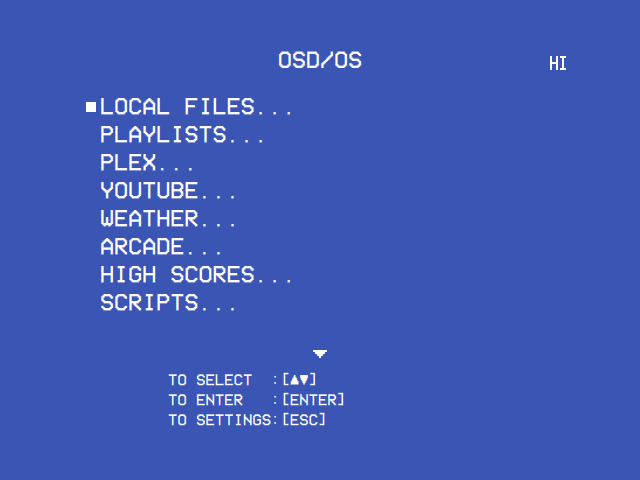 OSD/OS
HI
LOCAL FILES...
PLAYLISTS...
PLEX...
YOUTUBE...
WEATHER...
ARCADE...
HIGH SCORES...
SCRIPTS...
TO SELECT  :[▲▼]
TO ENTER   :[ENTER]
TO SETTINGS:[ESC]